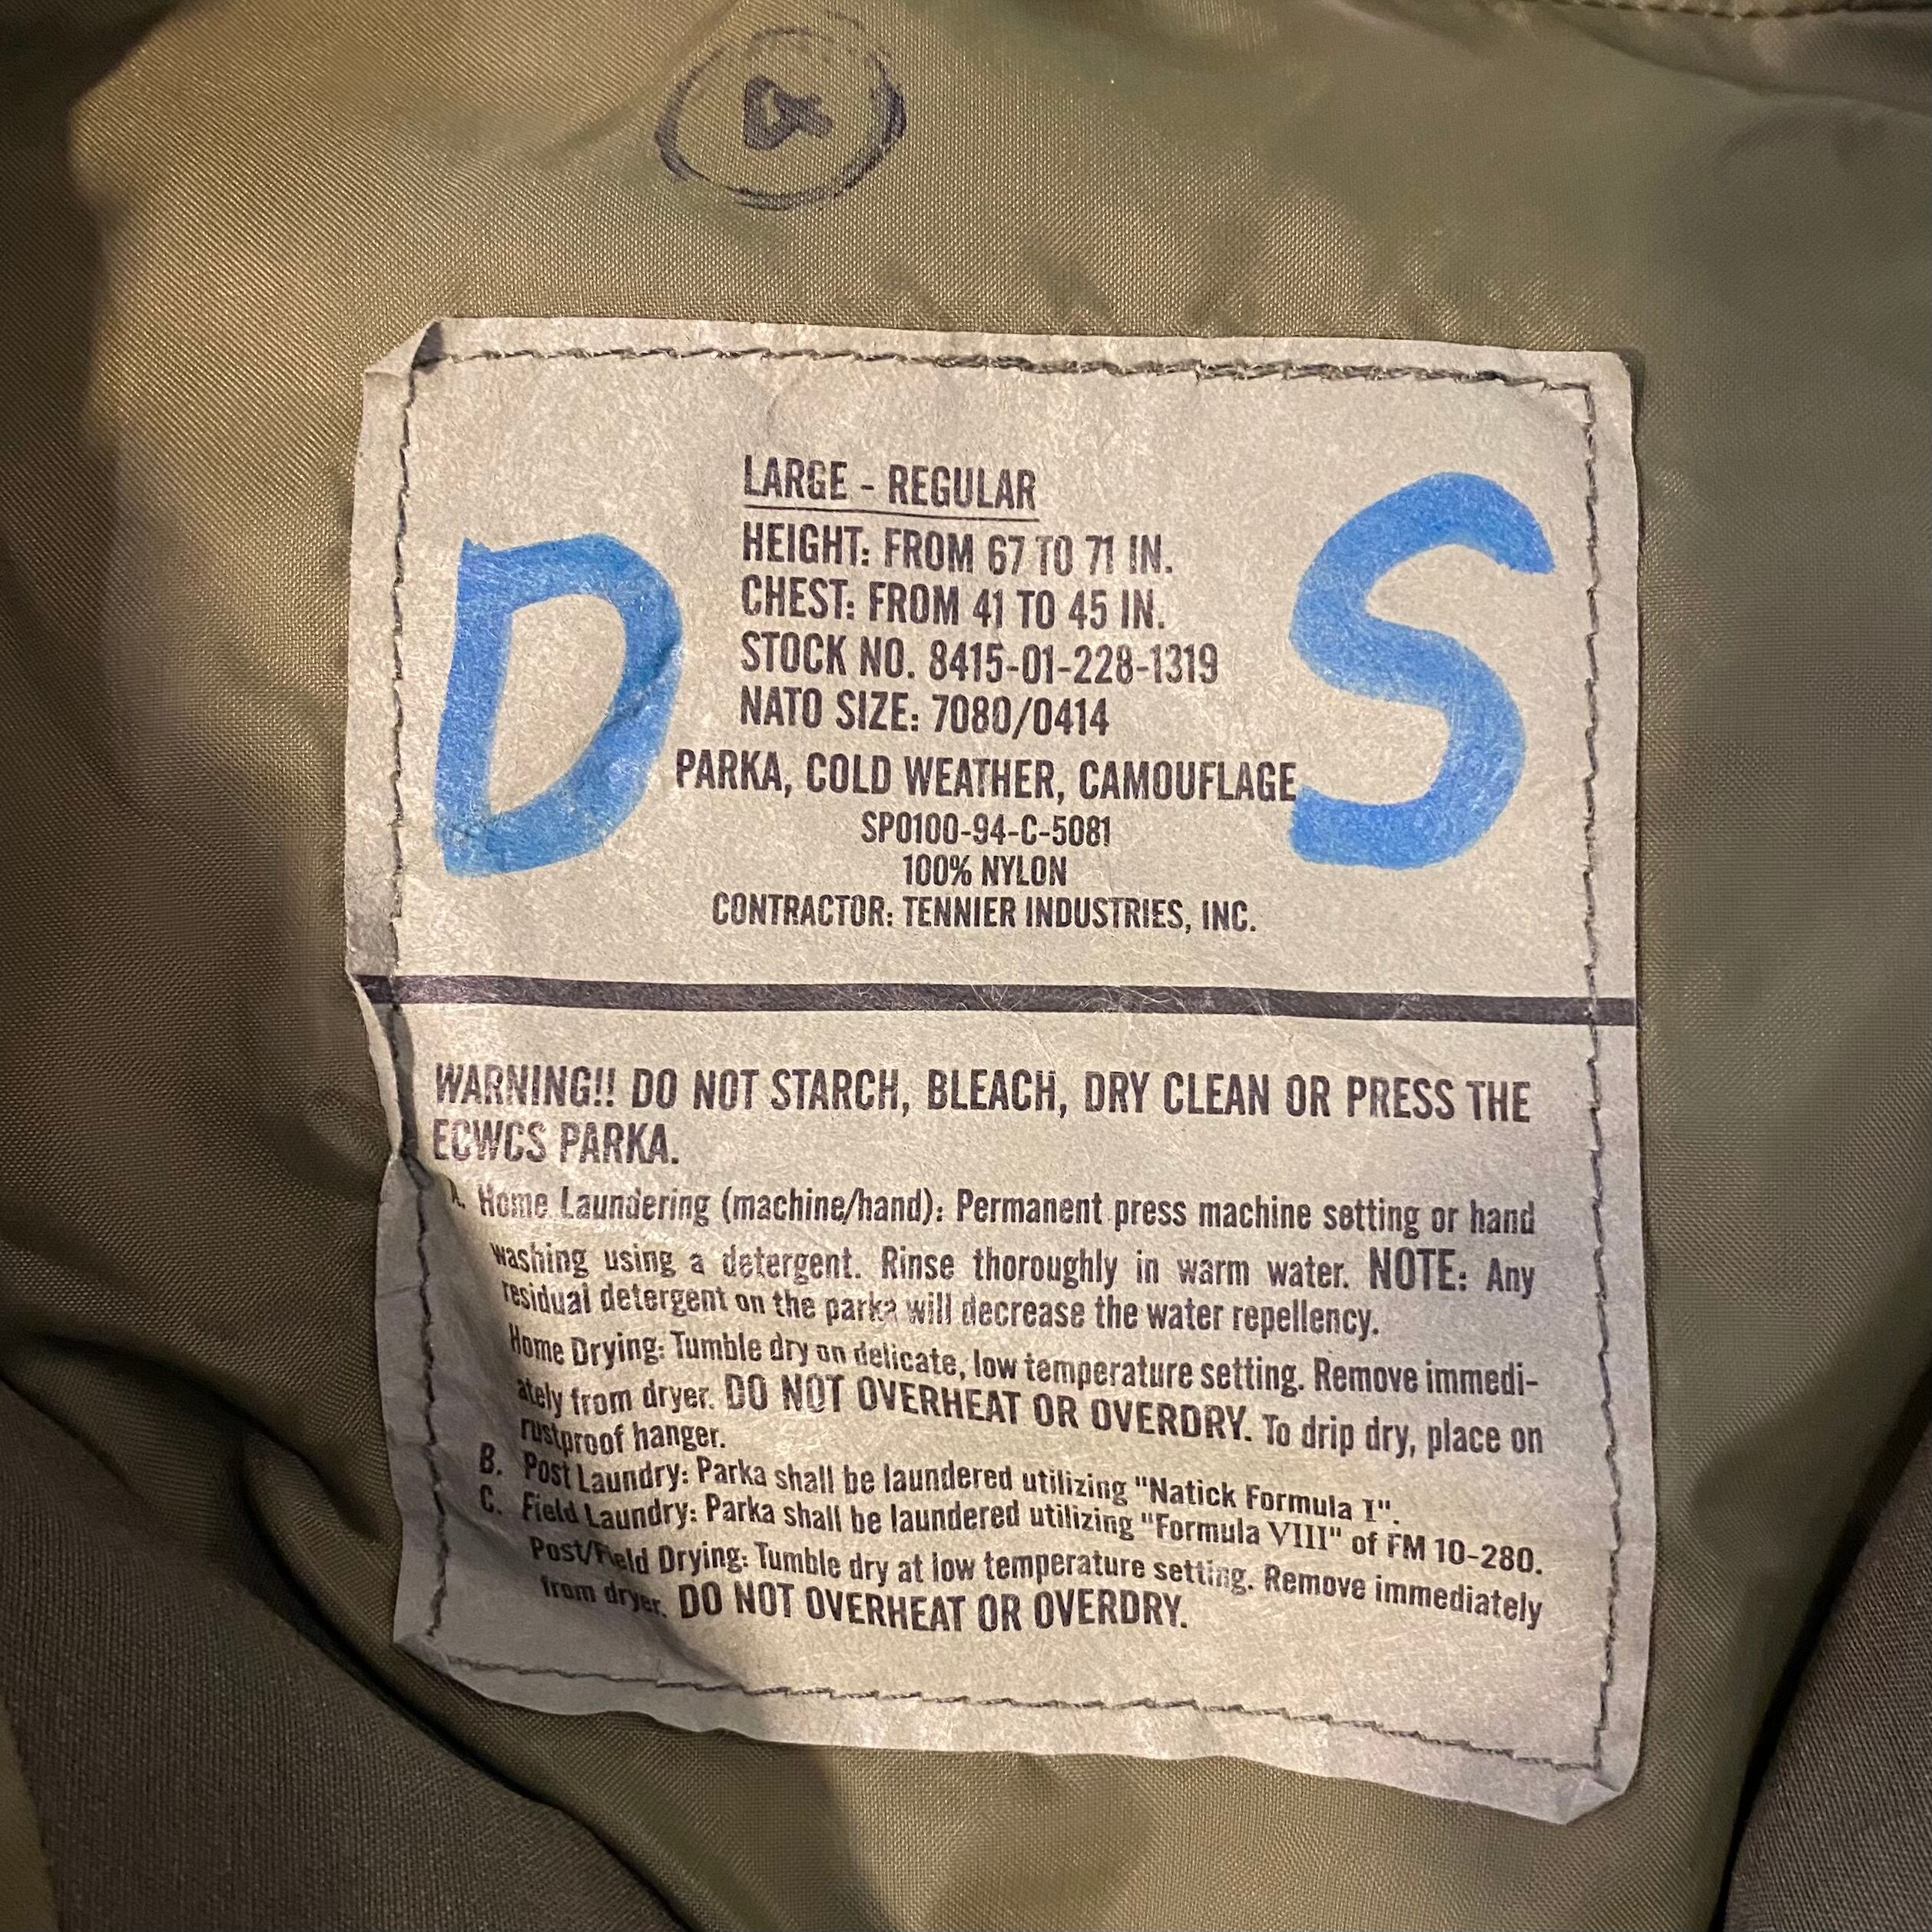 LARGE - REGULAR
HEIGHT: FROM 67 TO 71 IN.
CHEST: FROM 41 TO 45 IN.
STOCK NO. 8415-01-228-1319
NATO SIZE: 7080/0414
D S
PARKA, COLD WEATHER, CAMOUFLAGE
SPO100-94-C-5081
100% NYLON
CONTRACTOR: TENNIER INDUSTRIES, INC.
WARNING!! DO NOT STARCH, BLEACH, DRY CLEAN OR PRESS THE
ECWCS PARKA.
A. Home Laundering (machine/hand): Permanent press machine setting or hand
washing using a detergent. Rinse thoroughly in warm water. NOTE: Any
residual detergent on the parka will decrease the water repellency.
Home Drying: Tumble dry on delicate, low temperature setting. Remove immedi-
ately from dryer. DO NOT OVERHEAT OR OVERDRY. To drip dry, place on
rustproof hanger.
B. Post Laundry: Parka shall be laundered utilizing "Natick Formula I".
C. Field Laundry: Parka shall be laundered utilizing "Formula VIII" of FM 10-280.
Post/Field Drying: Tumble dry at low temperature setting. Remove immediately
from dryer. DO NOT OVERHEAT OR OVERDRY.